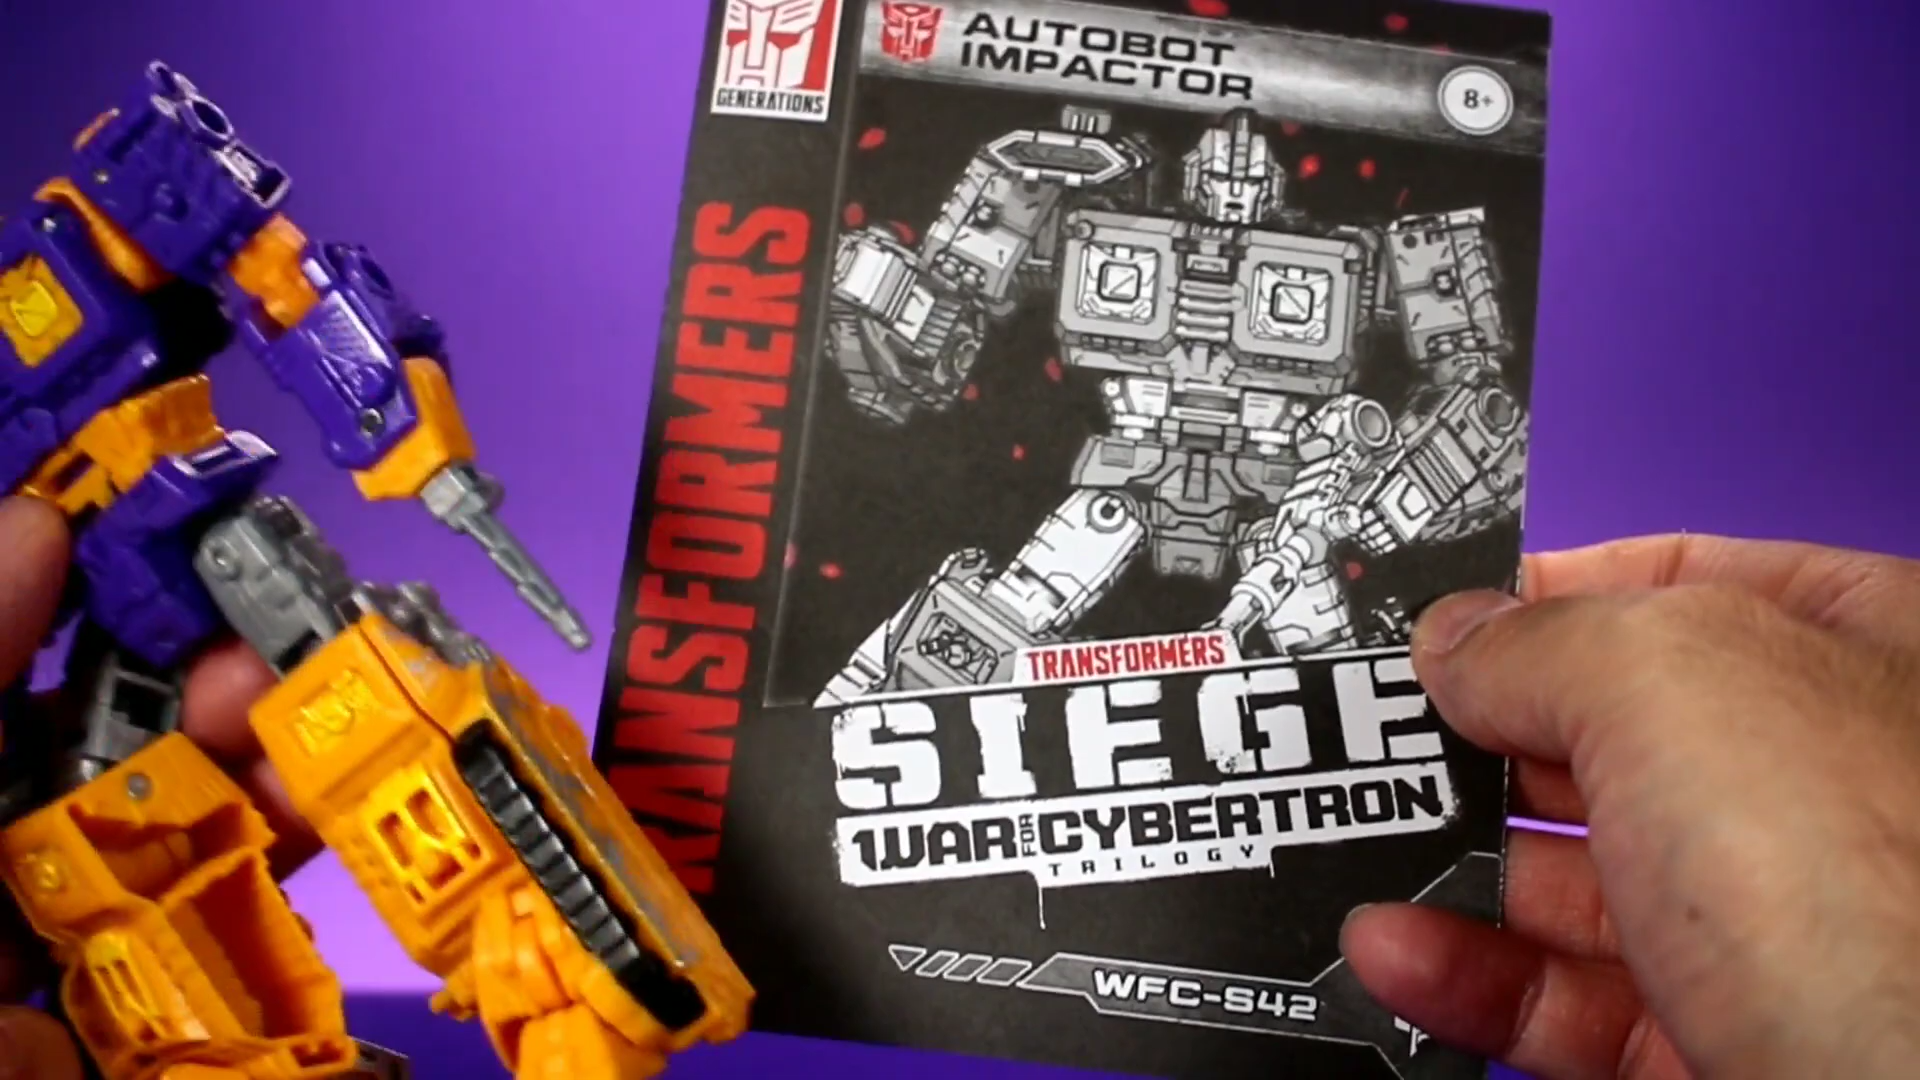 AUTOBOT
IMPACTOR
8+
GENERATIONS
TRANSFORMERS
TRANSFORMERS
SIEGE
WAR FOR CYBERTRON
TRILOGY
WFC-S42